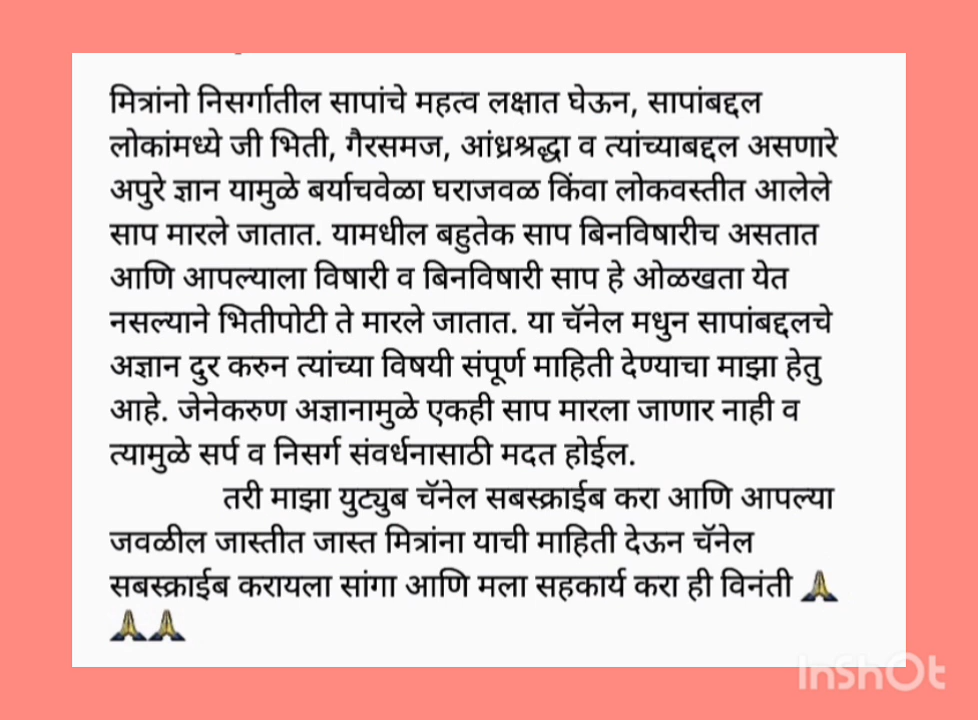 मित्रांनो निसर्गातील सापांचे महत्व लक्षात घेऊन, सापांबद्दल
लोकांमध्ये जी भिती, गैरसमज, आंध्रश्रद्धा व त्यांच्याबद्दल असणारे
अपुरे ज्ञान यामुळे बर्याचवेळा घराजवळ किंवा लोकवस्तीत आलेले
साप मारले जातात. यामधील बहुतेक साप बिनविषारीच असतात
आणि आपल्याला विषारी व बिनविषारी साप हे ओळखता येत
नसल्याने भितीपोटी ते मारले जातात. या चॅनेल मधुन सापांबद्दलचे
अज्ञान दुर करुन त्यांच्या विषयी संपूर्ण माहिती देण्याचा माझा हेतु
आहे. जेनेकरुण अज्ञानामुळे एकही साप मारला जाणार नाही व
त्यामुळे सर्प व निसर्ग संवर्धनासाठी मदत होईल.
तरी माझा युट्युब चॅनेल सबस्क्राईब करा आणि आपल्या
जवळील जास्तीत जास्त मित्रांना याची माहिती देऊन चॅनेल
सबस्क्राईब करायला सांगा आणि मला सहकार्य करा ही विनंती 🙏
🙏🙏
InShOt